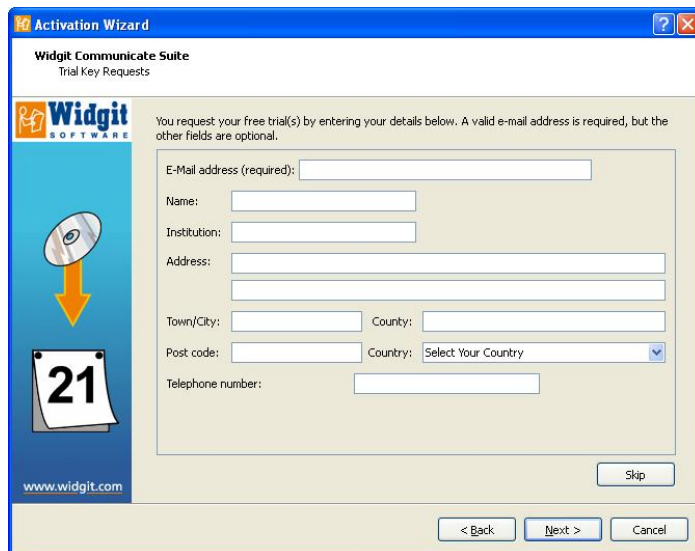 Activation Wizard
Widgit Communicate Suite
Trial Key Requests
Widgit
SOFTWARE
You request your free trial(s) by entering your details below. A valid e-mail address is required, but the
other fields are optional.
E-Mail address (required):
Name:
Institution:
Address:
Town/City: County:
Post code: Country: Select Your Country
Telephone number:
21
www.widgit.com
Skip
< Back Next > Cancel